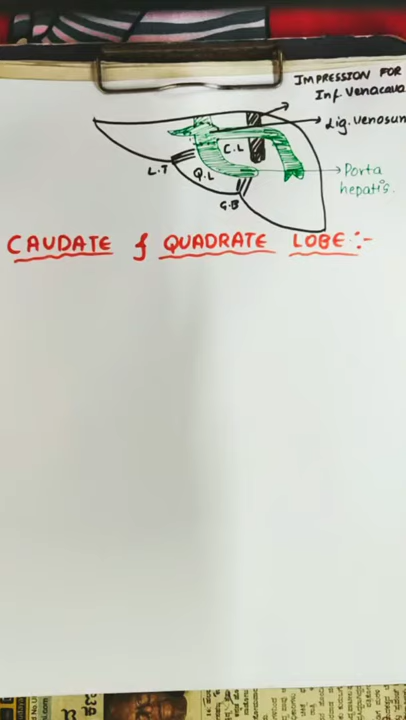 IMPRESSION FOR
Inf. Venacava
Lig. Venosum
C.L
L.T
Q.L
Porta
hepatis.
G.B
CAUDATE & QUADRATE LOBE :-